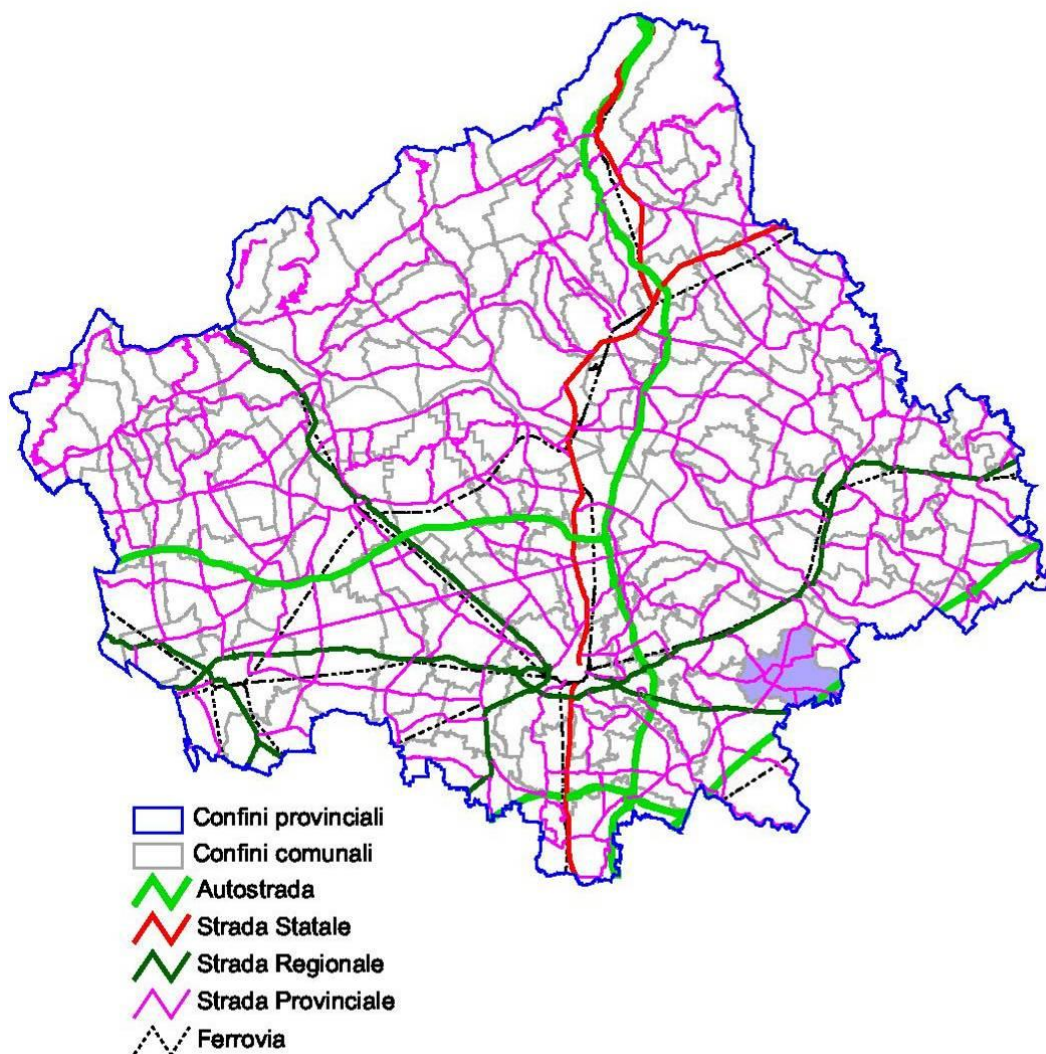 Confini provinciali
Confini comunali
Autostrada
Strada Statale
Strada Regionale
Strada Provinciale
Ferrovia